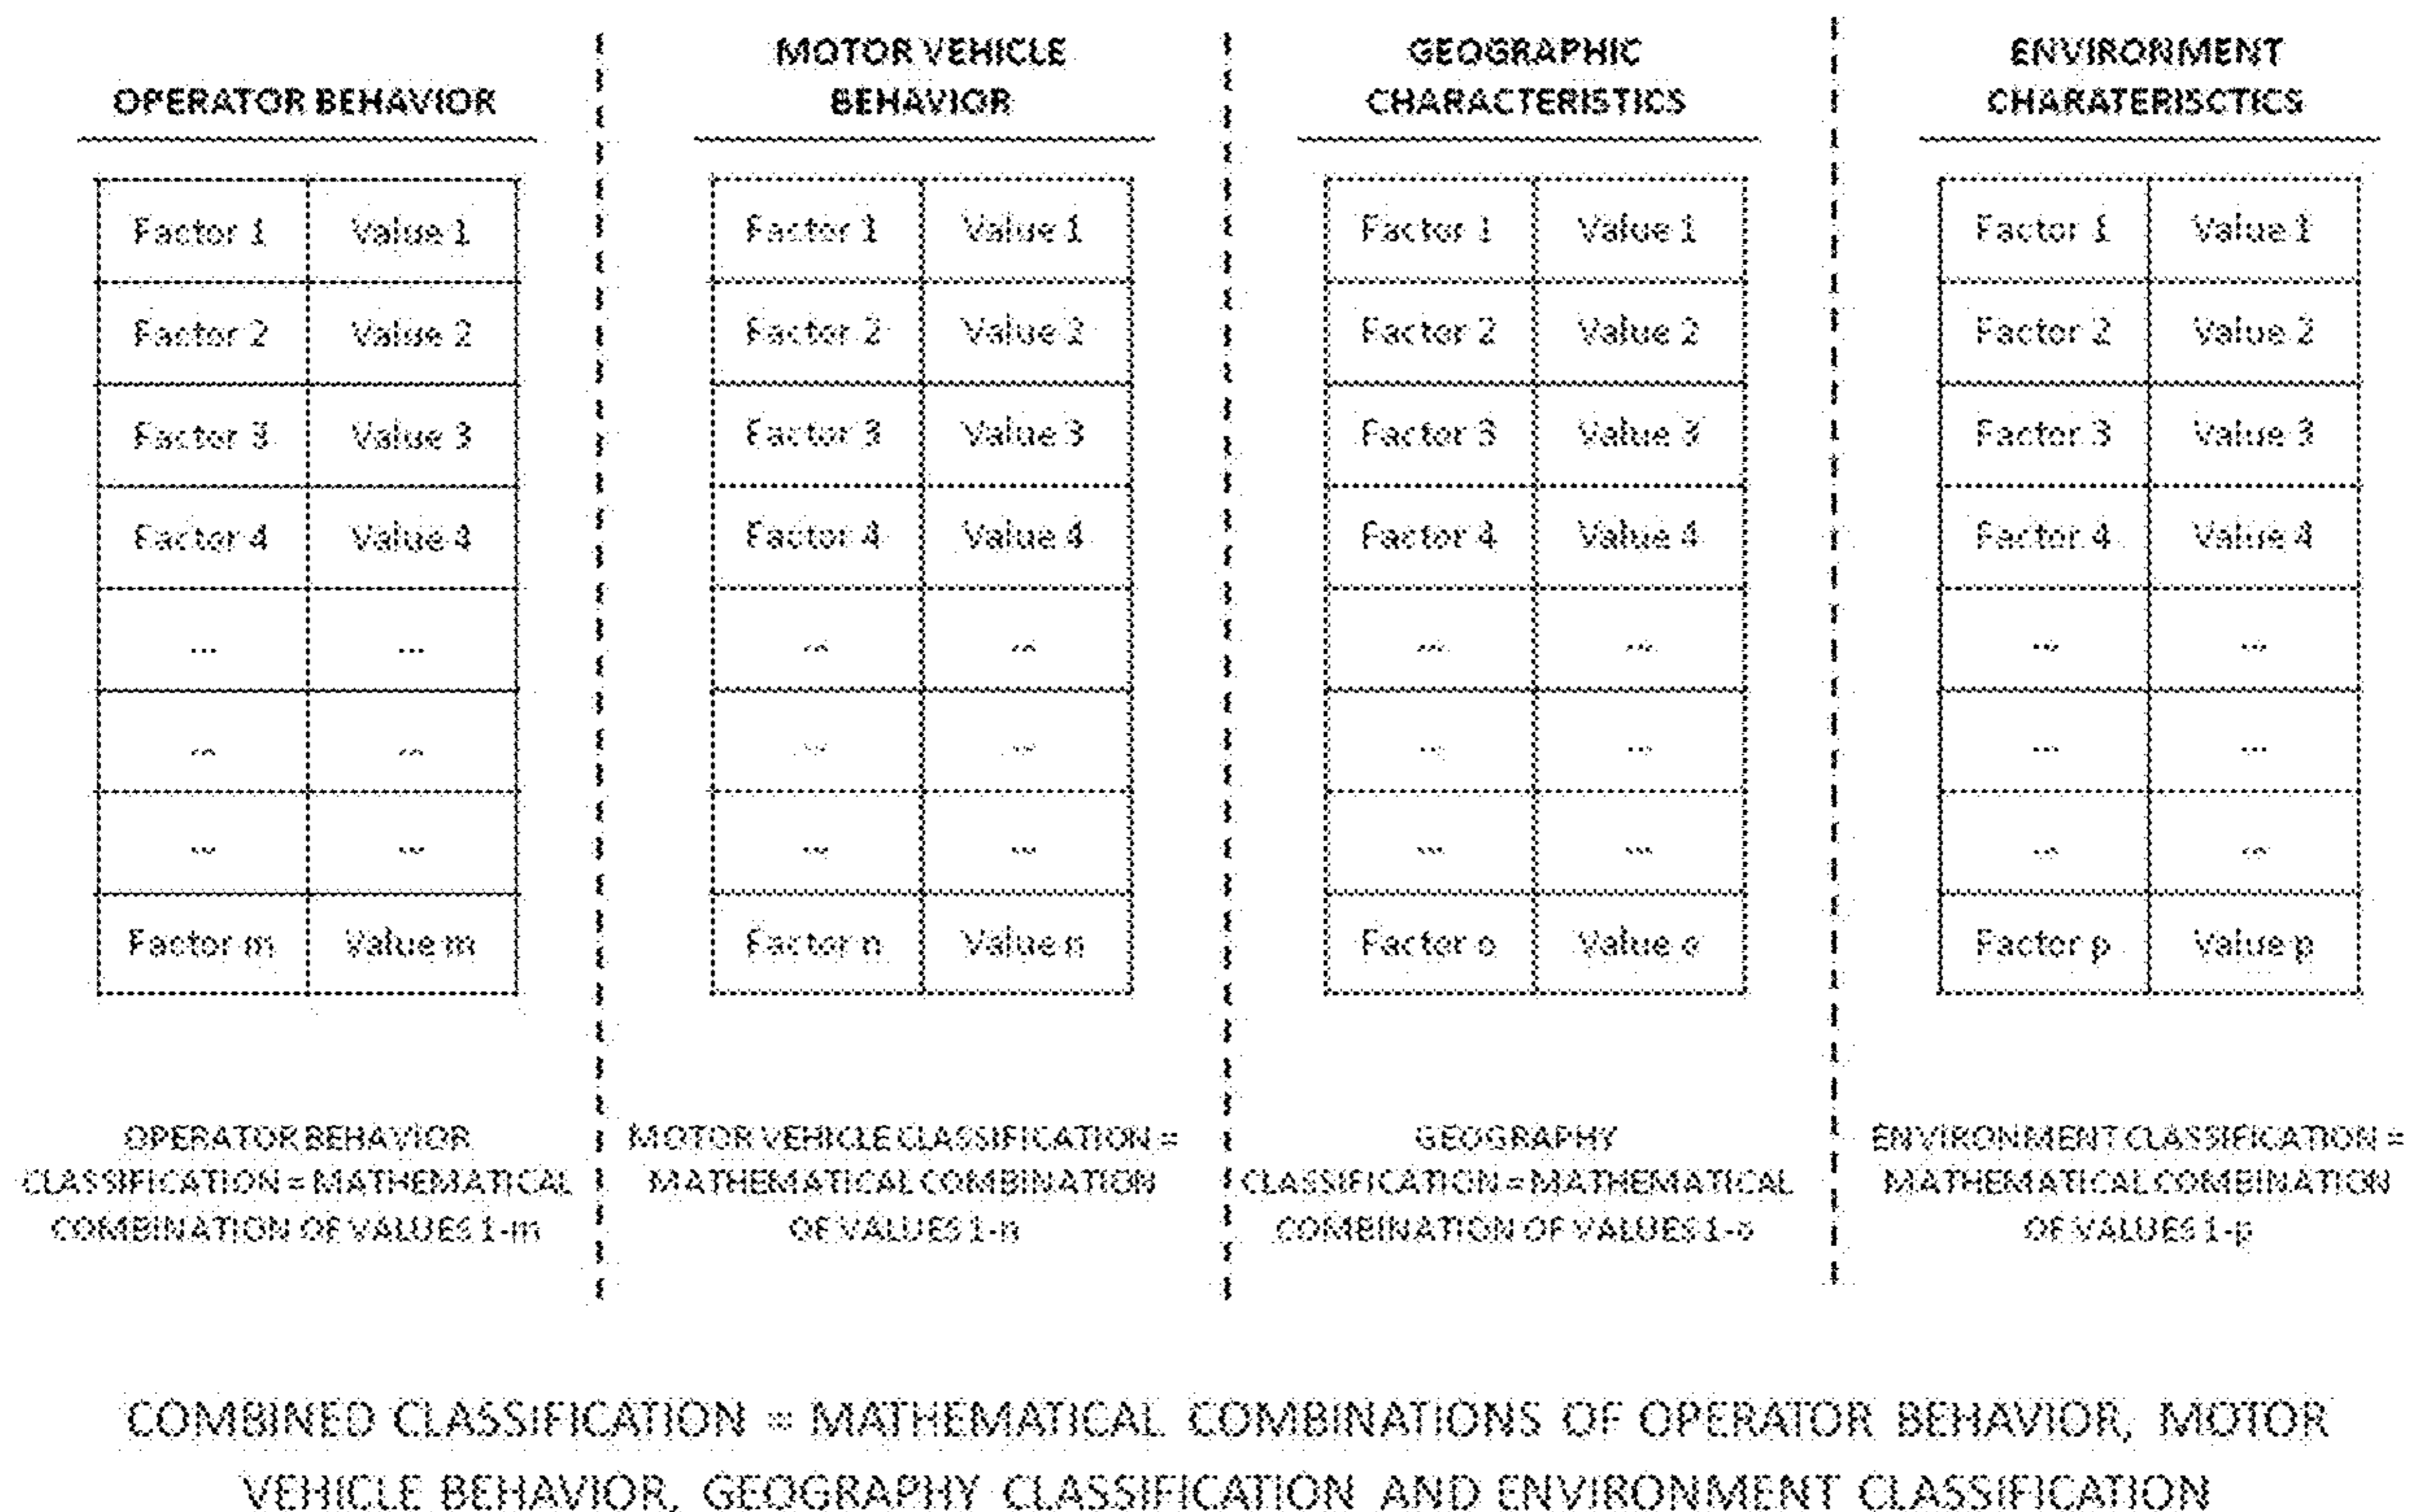 OPERATOR BEHAVIOR
Factor 1 Value 1
Factor 2 Value 2
Factor 3 Value 3
Factor 4 Value 4
... ...
... ...
... ...
Factor m Value m
OPERATOR BEHAVIOR
CLASSIFICATION = MATHEMATICAL
COMBINATION OF VALUES 1-m
MOTOR VEHICLE
BEHAVIOR
Factor 1 Value 1
Factor 2 Value 2
Factor 3 Value 3
Factor 4 Value 4
... ...
... ...
... ...
Factor n Value n
MOTOR VEHICLE CLASSIFICATION =
MATHEMATICAL COMBINATION
OF VALUES 1-n
GEOGRAPHIC
CHARACTERISTICS
Factor 1 Value 1
Factor 2 Value 2
Factor 3 Value 3
Factor 4 Value 4
... ...
... ...
... ...
Factor o Value o
GEOGRAPHY
CLASSIFICATION = MATHEMATICAL
COMBINATION OF VALUES 1-o
ENVIRONMENT
CHARATERISCTICS
Factor 1 Value 1
Factor 2 Value 2
Factor 3 Value 3
Factor 4 Value 4
... ...
... ...
... ...
Factor p Value p
ENVIRONMENT CLASSIFICATION =
MATHEMATICAL COMBINATION
OF VALUES 1-p
COMBINED CLASSIFICATION = MATHEMATICAL COMBINATIONS OF OPERATOR BEHAVIOR, MOTOR
VEHICLE BEHAVIOR, GEOGRAPHY CLASSIFICATION AND ENVIRONMENT CLASSIFICATION